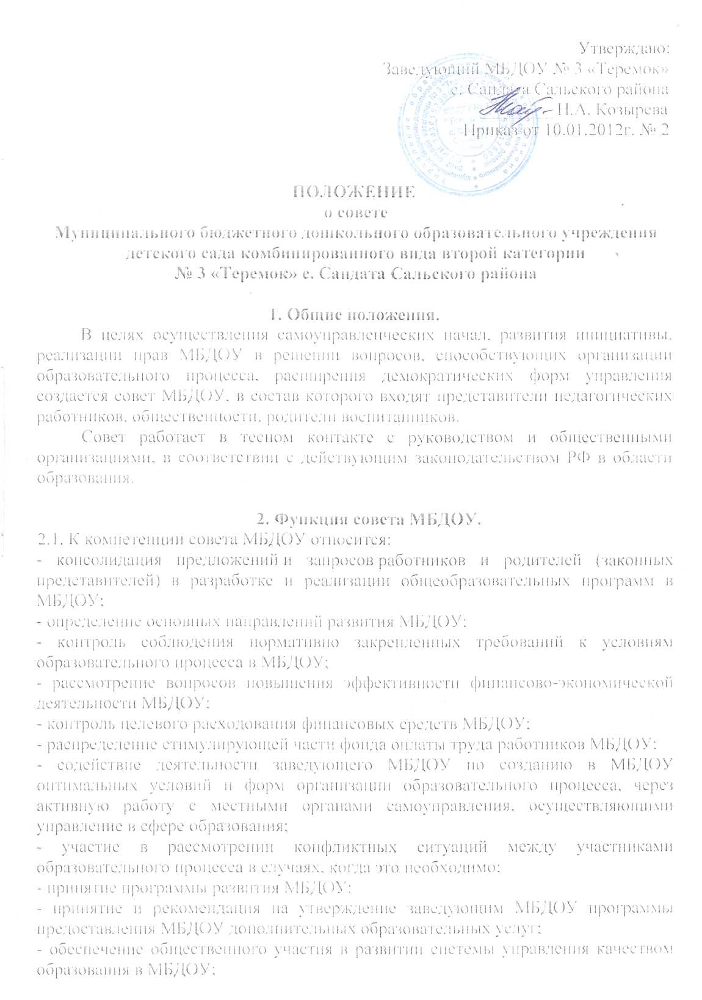 Утверждаю:
Заведующий МБДОУ № 3 «Теремок»
с. Сандата Сальского района
Н.А. Козырева
Приказ от 10.01.2012г. № 2
ПОЛОЖЕНИЕ
о совете
Муниципального бюджетного дошкольного образовательного учреждения
детского сада комбинированного вида второй категории
№ 3 «Теремок» с. Сандата Сальского района
1. Общие положения.
В целях осуществления самоуправленческих начал, развития инициативы,
реализации прав МБДОУ в решении вопросов, способствующих организации
образовательного процесса, расширения демократических форм управления
создается совет МБДОУ, в состав которого входят представители педагогических
работников, общественности, родители воспитанников.
Совет работает в тесном контакте с руководством и общественными
организациями, в соответствии с действующим законодательством РФ в области
образования.
2. Функции совета МБДОУ.
2.1. К компетенции совета МБДОУ относится:
- консолидация предложений и запросов работников и родителей (законных
представителей) в разработке и реализации общеобразовательных программ в
МБДОУ;
- определение основных направлений развития МБДОУ;
- контроль соблюдения нормативно закрепленных требований к условиям
образовательного процесса в МБДОУ;
- рассмотрение вопросов повышения эффективности финансово-экономической
деятельности МБДОУ;
- контроль целевого расходования финансовых средств МБДОУ;
- распределение стимулирующей части фонда оплаты труда работников МБДОУ;
- содействие деятельности заведующего МБДОУ по созданию в МБДОУ
оптимальных условий и форм организации образовательного процесса, через
активную работу с местными органами самоуправления, осуществляющими
управление в сфере образования;
- участие в рассмотрении конфликтных ситуаций между участниками
образовательного процесса в случаях, когда это необходимо;
- принятие программы развития МБДОУ;
- принятие и рекомендация на утверждение заведующим МБДОУ программы
предоставления МБДОУ дополнительных образовательных услуг;
- обеспечение общественного участия в развитии системы управления качеством
образования в МБДОУ;